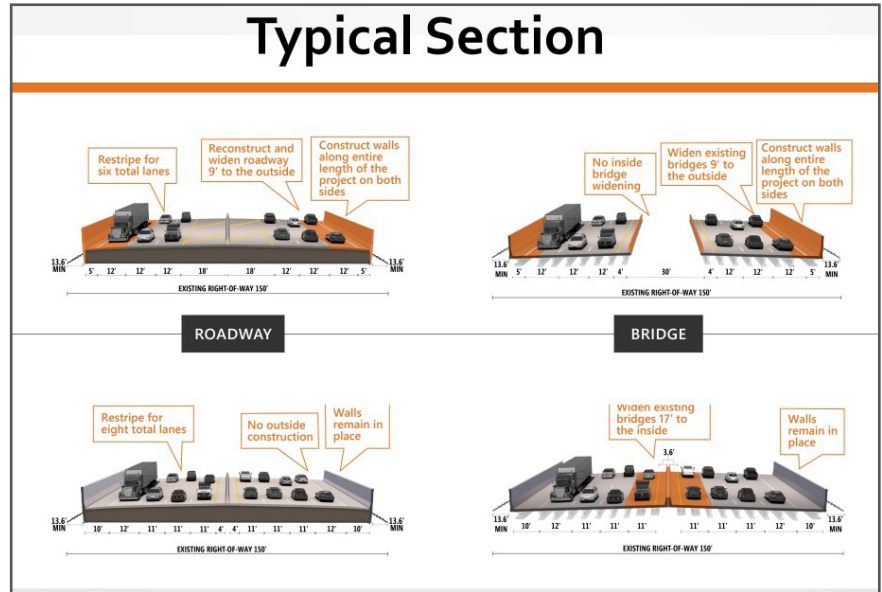 Typical Section
Restripe for
six total lanes
Reconstruct and
widen roadway
9' to the outside
Construct walls
along entire
length of the
project on both
sides
13.6'
MIN
5' 12' 12' 12' 18' 18' 12' 12' 12' 5'
13.6'
MIN
EXISTING RIGHT-OF-WAY 150'
No inside
bridge
widening
Widen existing
bridges 9' to
the outside
Construct walls
along entire
length of the
project on both
sides
13.6'
MIN
5' 12' 12' 12' 4' 30' 4' 12' 12' 12' 5'
13.6'
MIN
EXISTING RIGHT-OF-WAY 150'
ROADWAY
BRIDGE
Restripe for
eight total lanes
No outside
construction
Walls
remain in
place
13.6'
MIN
10' 12' 11' 11' 11' 4' 4' 11' 11' 11' 12' 10'
13.6'
MIN
EXISTING RIGHT-OF-WAY 150'
Widen existing
bridges 17' to
the inside
3.6'
Walls
remain in
place
13.6'
MIN
10' 12' 11' 11' 11' 11' 11' 11' 12' 10'
13.6'
MIN
EXISTING RIGHT-OF-WAY 150'